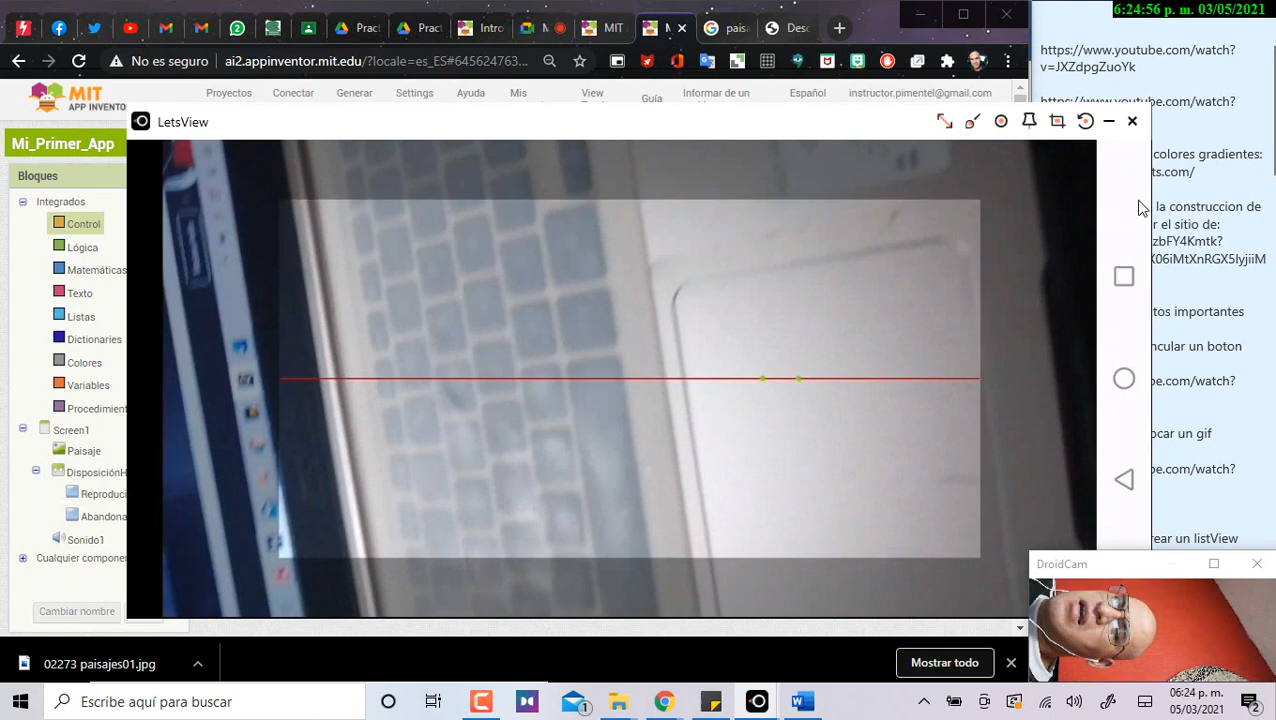 6:24:56 p. m. 03/05/2021
Prac
Prac
Intro
MIT
M
paisa
Desc
No es seguro
ai2.appinventor.mit.edu/?locale=es_ES#645624763...
MIT
APP INVENTOR
Proyectos
Conectar
Generar
Settings
Ayuda
Mis
View
Guía
Informar de un
Español
instructor.pimentel@gmail.com
Mi_Primer_App
Bloques
Integrados
Control
Lógica
Matemáticas
Texto
Listas
Dictionaries
Colores
Variables
Procedimient
Screen1
Paisaje
DisposiciónH
Reproduci
Abandona
Sonido1
Cualquier componen
Cambiar nombre
LetsView
https://www.youtube.com/watch?
v=JXZdpgZuoYk
https://www.youtube.com/watch?
colores gradientes:
ts.com/
la construccion de
r el sitio de:
zbFY4Kmtk?
X06iMtXnRGX5IyjiiM
tos importantes
ncular un boton
be.com/watch?
ocar un gif
be.com/watch?
rear un listView
DroidCam
02273 paisajes01.jpg
Mostrar todo
Escribe aquí para buscar
1
06:24 p. m.
05/03/2021
2